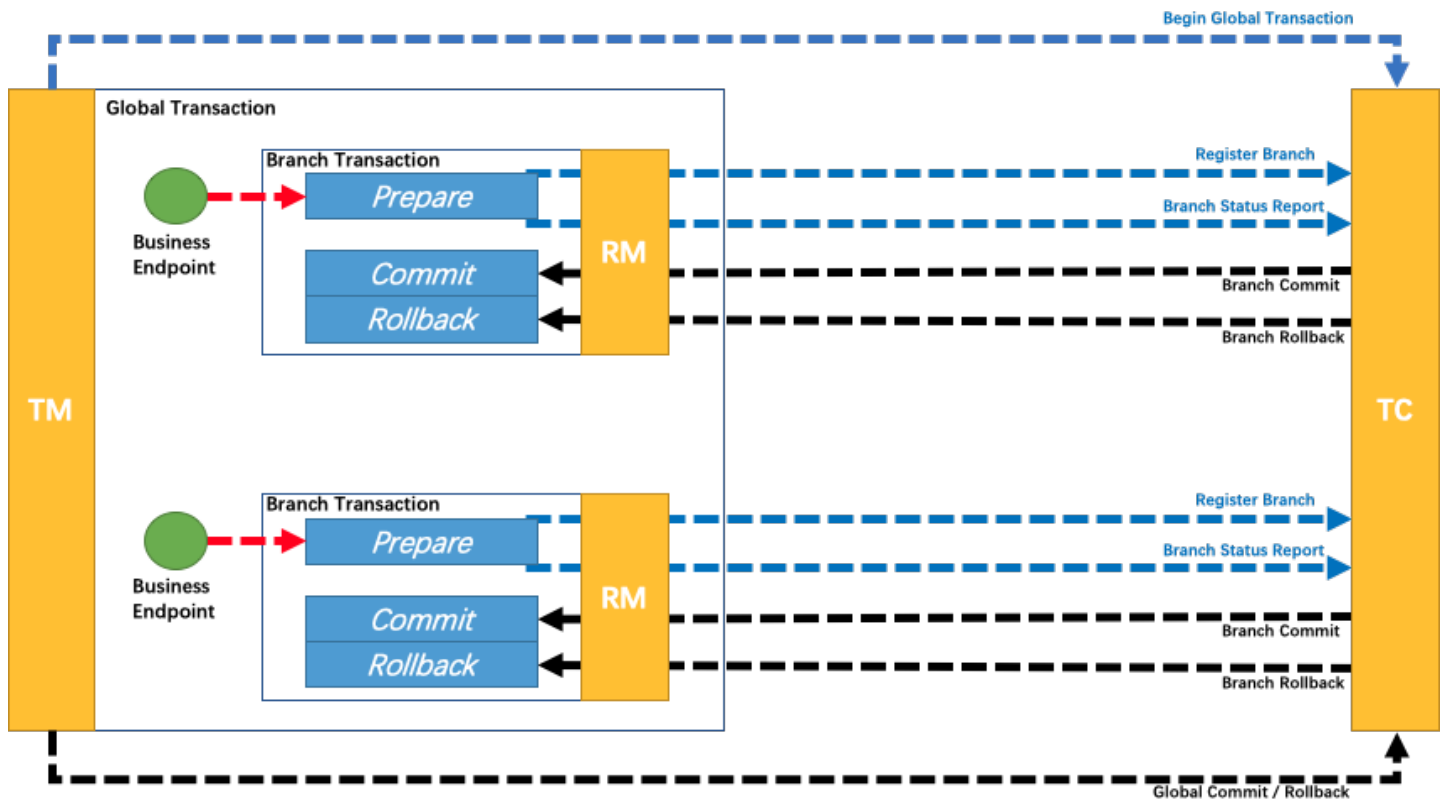 Begin Global Transaction
Global Transaction
Branch Transaction
Prepare
Commit
Rollback
RM
Business
Endpoint
Register Branch
Branch Status Report
Branch Commit
Branch Rollback
TM
TC
Branch Transaction
Prepare
Commit
Rollback
RM
Business
Endpoint
Register Branch
Branch Status Report
Branch Commit
Branch Rollback
Global Commit / Rollback